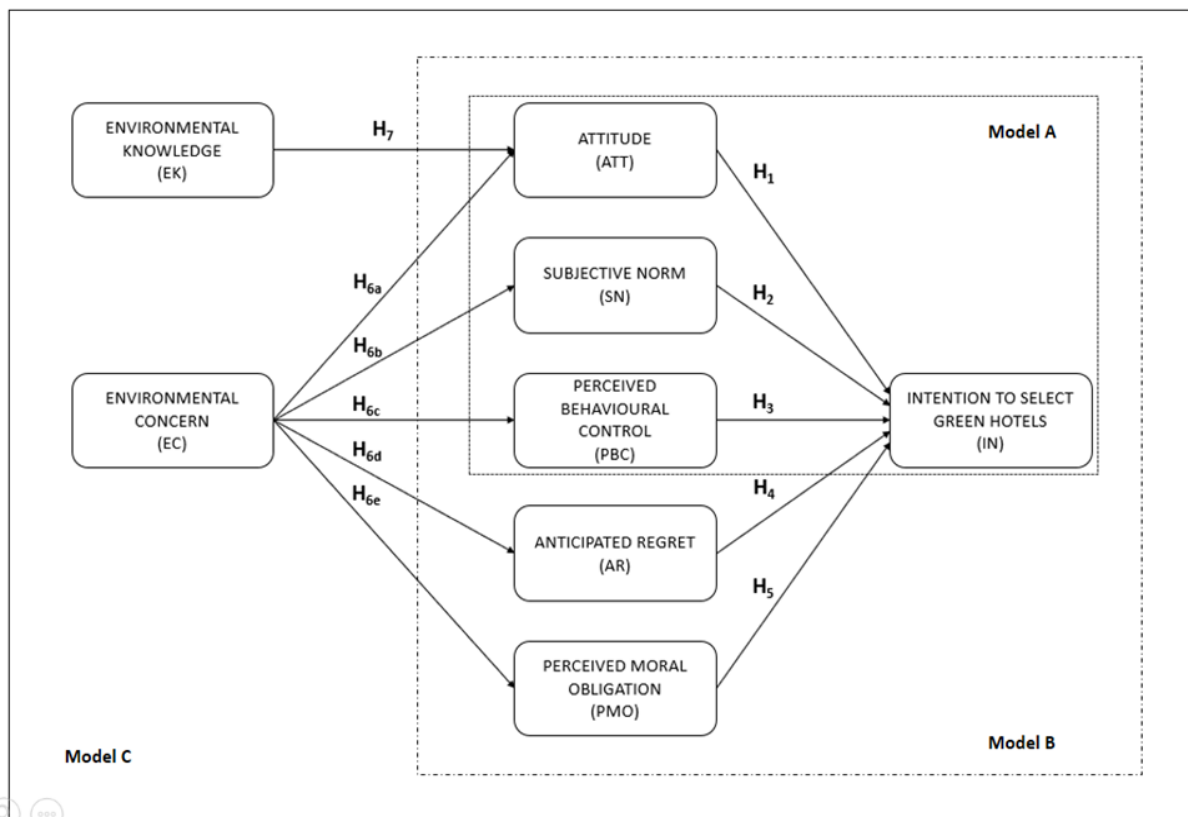 ENVIRONMENTAL
KNOWLEDGE
(EK)
H₇
ATTITUDE
(ATT)
Model A
H₁
H₆ₐ
SUBJECTIVE NORM
(SN)
H₂
H6b
ENVIRONMENTAL
CONCERN
(EC)
H6c
PERCEIVED
BEHAVIOURAL
CONTROL
(PBC)
H₃
INTENTION TO SELECT
GREEN HOTELS
(IN)
H6d
H6e
ANTICIPATED REGRET
(AR)
H₄
H₅
PERCEIVED MORAL
OBLIGATION
(PMO)
Model C
Model B